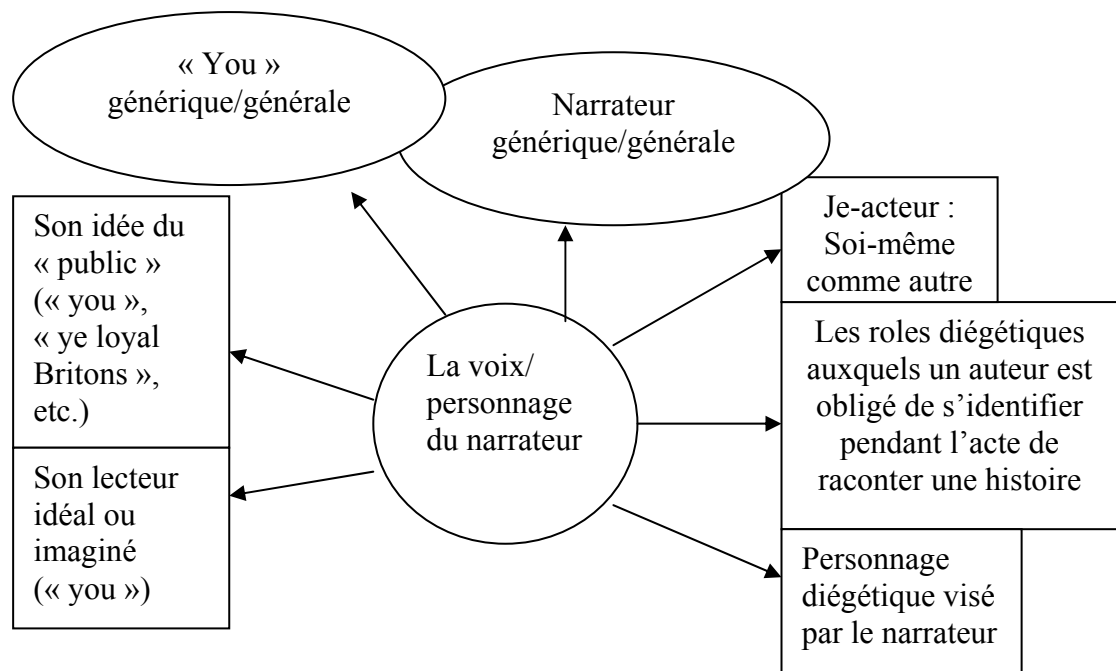 « You »
générique/générale
Narrateur
générique/générale
Son idée du
« public »
(« you »,
« ye loyal
Britons »,
etc.)
Son lecteur
idéal ou
imaginé
(« you »)
La voix/
personnage
du narrateur
Je-acteur :
Soi-même
comme autre
Les roles diégétiques
auxquels un auteur est
obligé de s’identifier
pendant l’acte de
raconter une histoire
Personnage
diégétique visé
par le narrateur